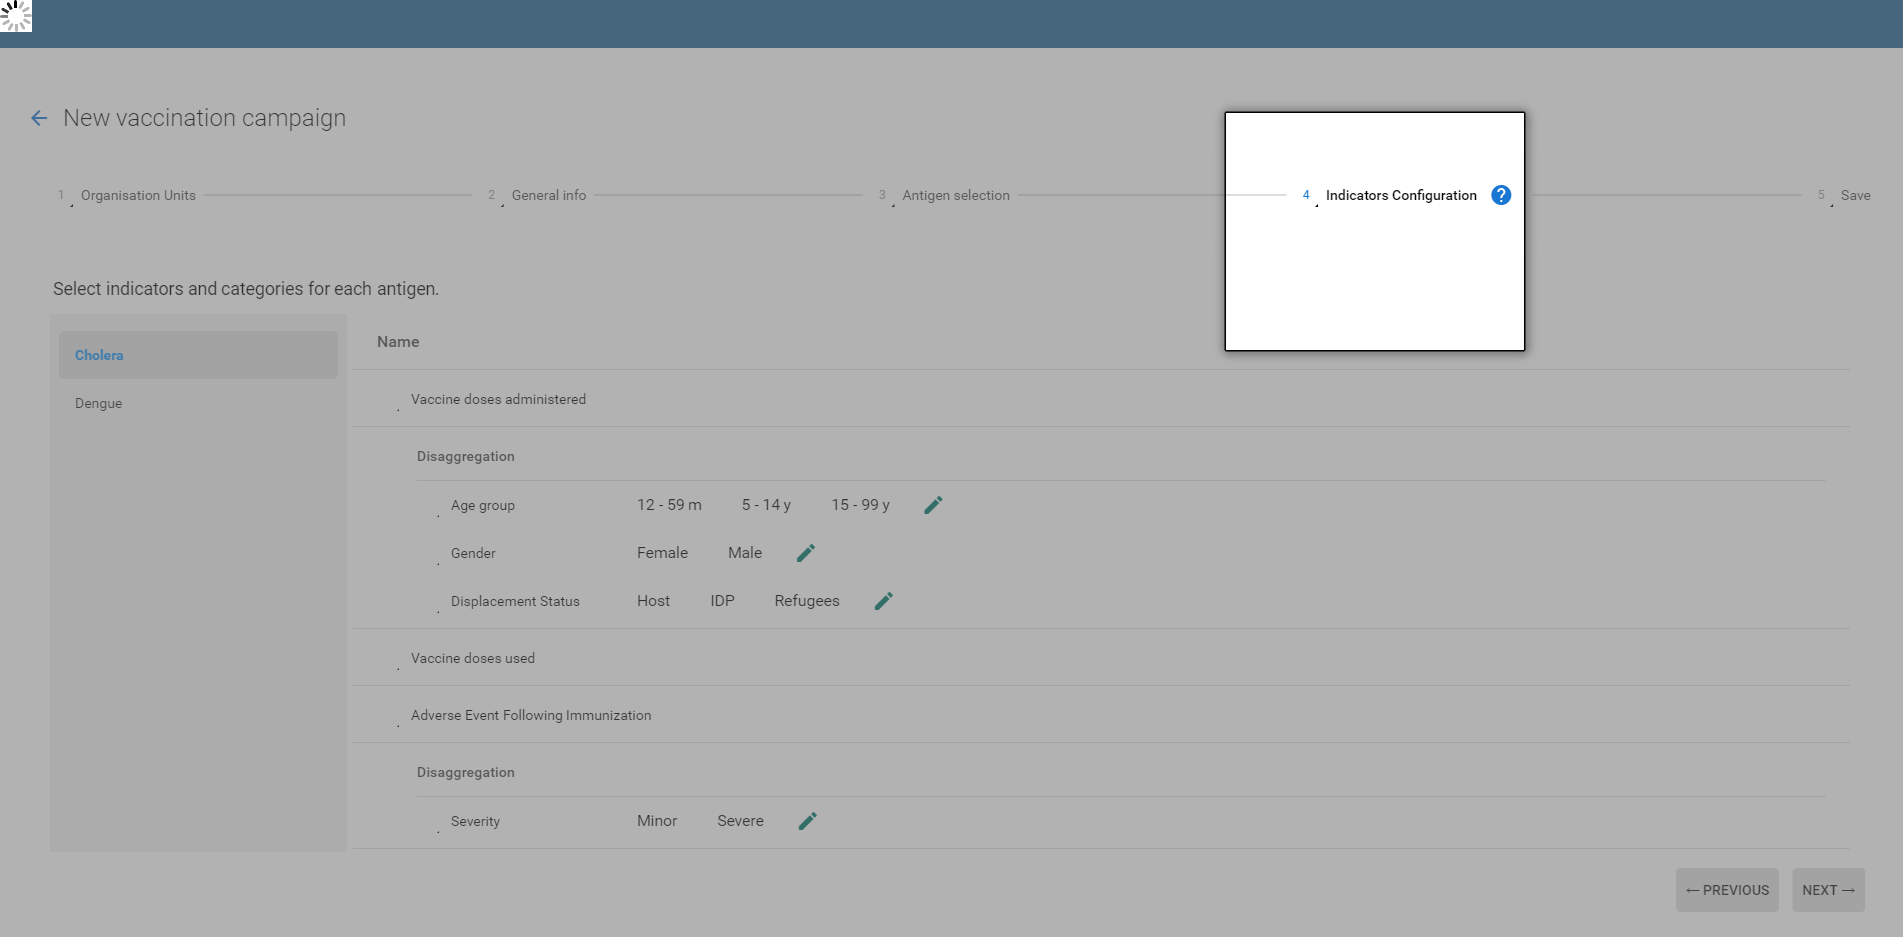 New vaccination campaign
1 Organisation Units 2 General info 3 Antigen selection 4 Indicators Configuration ? 5 Save
Select indicators and categories for each antigen.
Cholera
Dengue
Name
Vaccine doses administered
Disaggregation
Age group 12 - 59 m 5 - 14 y 15 - 99 y
Gender Female Male
Displacement Status Host IDP Refugees
Vaccine doses used
Adverse Event Following Immunization
Disaggregation
Severity Minor Severe
← PREVIOUS NEXT →